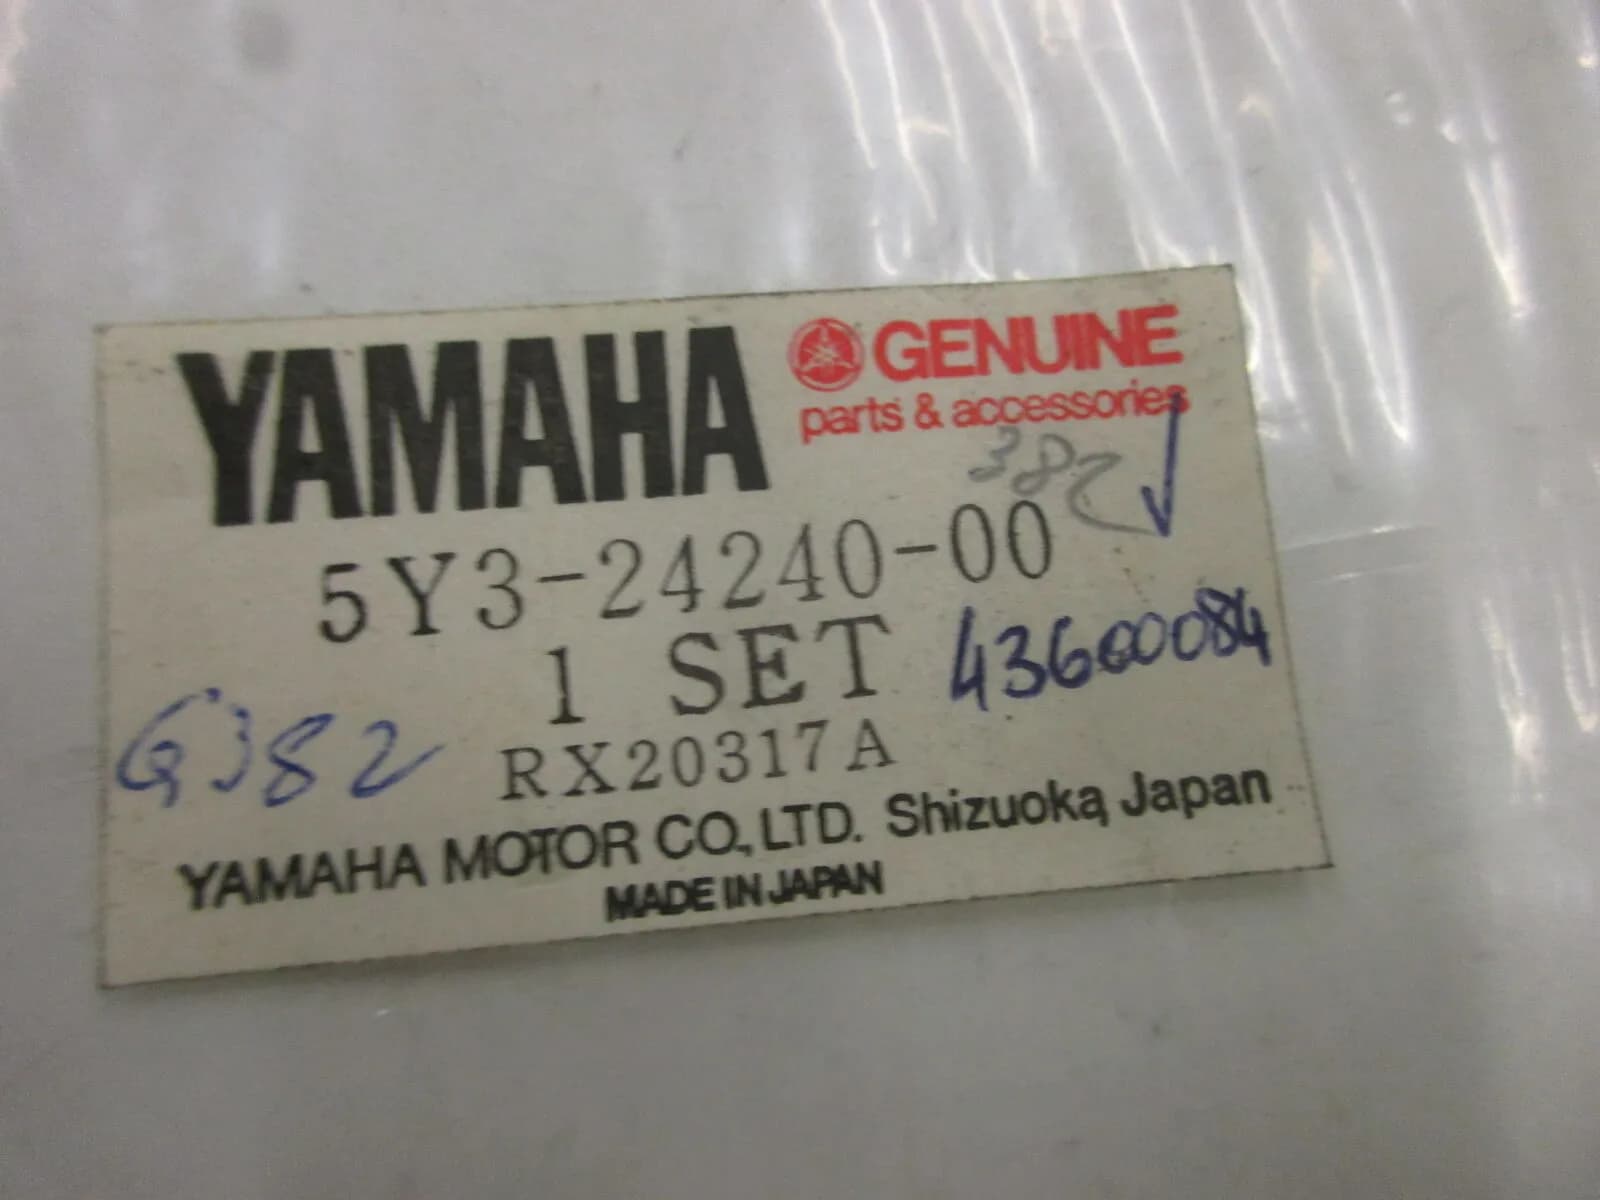 YAMAHA
GENUINE
parts & accessories
382
5Y3-24240-00
1 SET
43600084
RX20317A
YAMAHA MOTOR CO., LTD. Shizuoka, Japan
MADE IN JAPAN